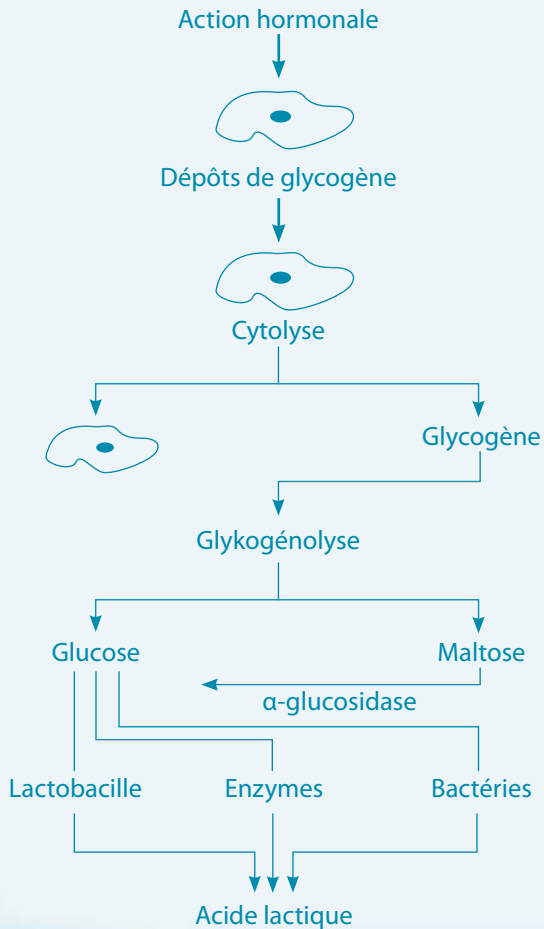 Action hormonale
Dépôts de glycogène
Cytolyse
Glycogène
Glykogénolyse
Glucose
Maltose
α-glucosidase
Lactobacille
Enzymes
Bactéries
Acide lactique